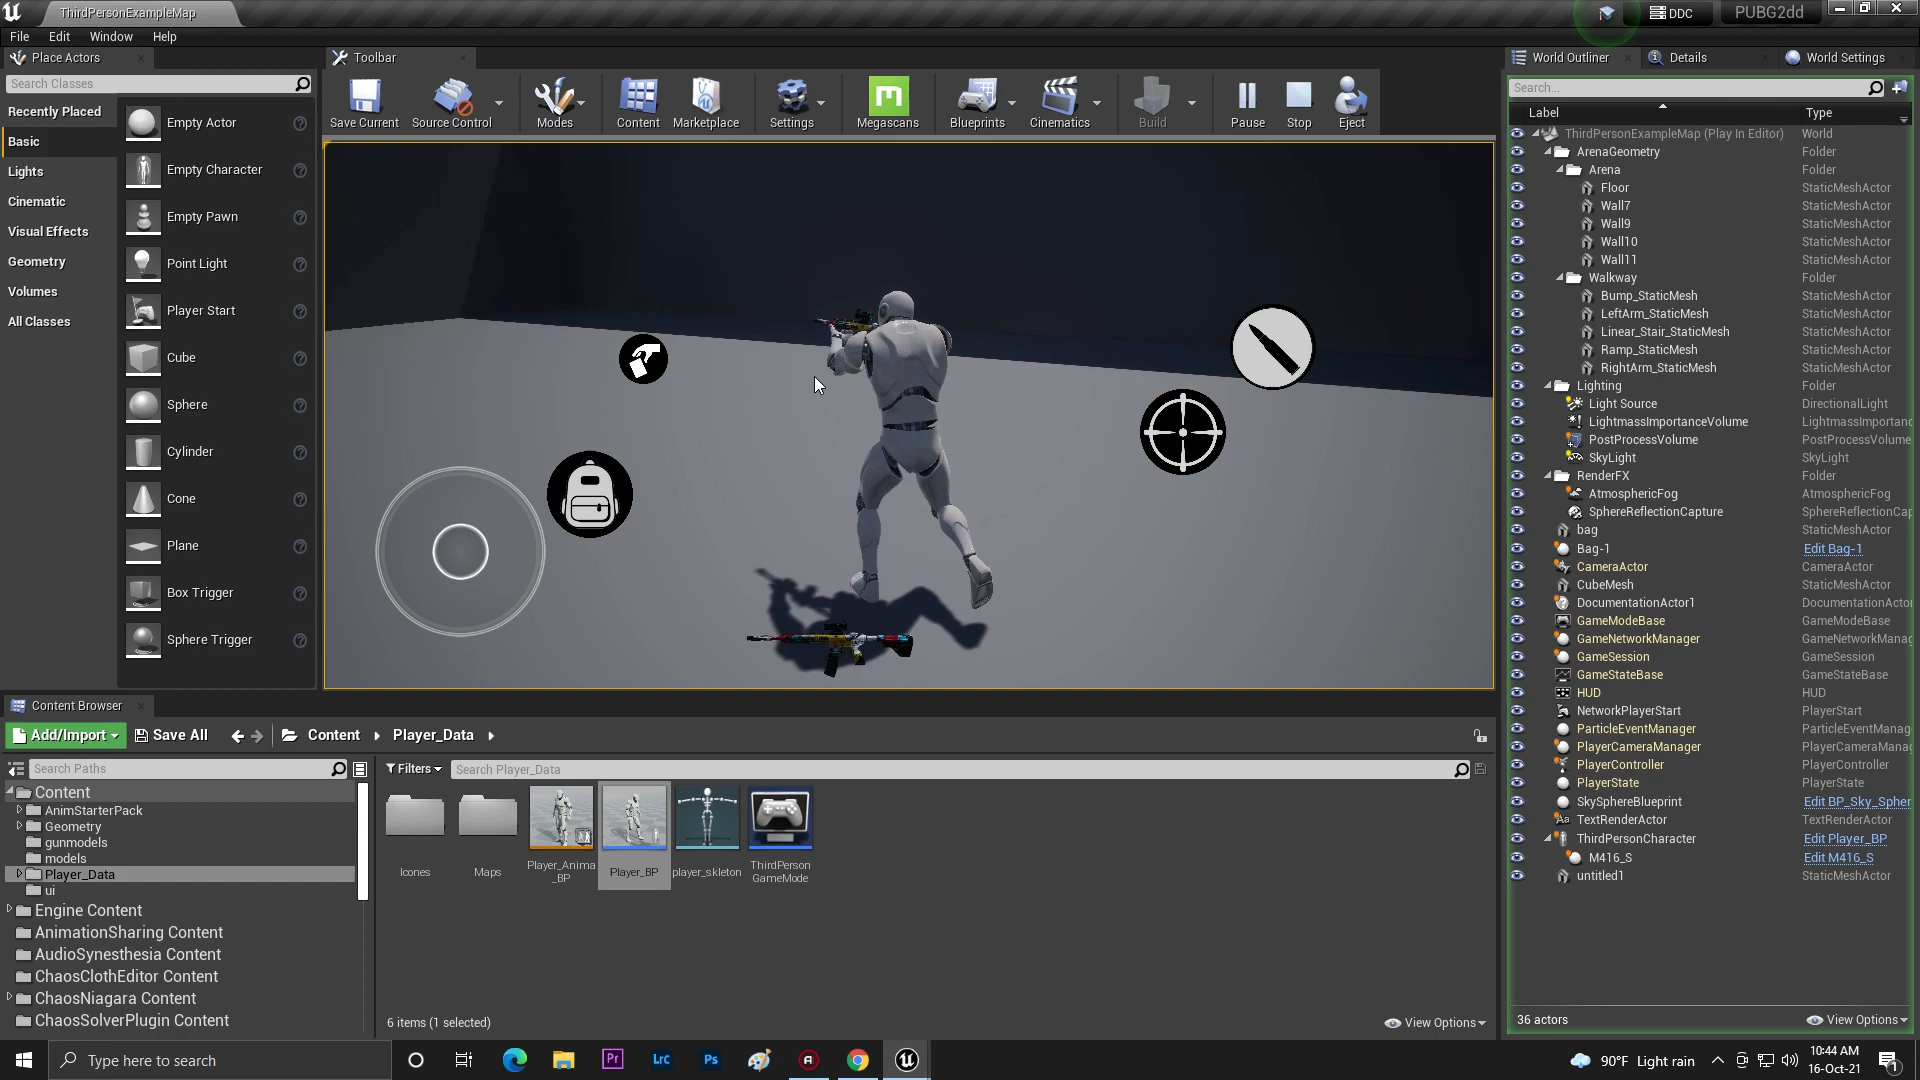 ThirdPersonExampleMap
DDC
PUBG2dd
File
Edit
Window
Help
Place Actors
Toolbar
World Outliner
Details
World Settings
Search Classes
Recently Placed
Basic
Lights
Cinematic
Visual Effects
Geometry
Volumes
All Classes
Empty Actor
Empty Character
Empty Pawn
Point Light
Player Start
Cube
Sphere
Cylinder
Cone
Plane
Box Trigger
Sphere Trigger
Save Current
Source Control
Modes
Content
Marketplace
Settings
Megascans
Blueprints
Cinematics
Build
Pause
Stop
Eject
Search...
Label Type
ThirdPersonExampleMap (Play In Editor) World
ArenaGeometry Folder
Arena Folder
Floor StaticMeshActor
Wall7 StaticMeshActor
Wall9 StaticMeshActor
Wall10 StaticMeshActor
Wall11 StaticMeshActor
Walkway Folder
Bump_StaticMesh StaticMeshActor
LeftArm_StaticMesh StaticMeshActor
Linear_Stair_StaticMesh StaticMeshActor
Ramp_StaticMesh StaticMeshActor
RightArm_StaticMesh StaticMeshActor
Lighting Folder
Light Source DirectionalLight
LightmassImportanceVolume LightmassImportanc
PostProcessVolume PostProcessVolume
SkyLight SkyLight
RenderFX Folder
AtmosphericFog AtmosphericFog
SphereReflectionCapture SphereReflectionCap
bag StaticMeshActor
Bag-1 Edit Bag-1
CameraActor CameraActor
CubeMesh StaticMeshActor
DocumentationActor1 DocumentationActor
GameModeBase GameModeBase
GameNetworkManager GameNetworkManag
GameSession GameSession
GameStateBase GameStateBase
HUD HUD
NetworkPlayerStart PlayerStart
ParticleEventManager ParticleEventManag
PlayerCameraManager PlayerCameraManag
PlayerController PlayerController
PlayerState PlayerState
SkySphereBlueprint Edit BP_Sky_Spher
TextRenderActor TextRenderActor
ThirdPersonCharacter Edit Player_BP
M416_S Edit M416_S
untitled1 StaticMeshActor
36 actors
View Options
Content Browser
Add/Import
Save All
Content
Player_Data
Search Paths
Filters
Search Player_Data
Content
AnimStarterPack
Geometry
gunmodels
models
Player_Data
ui
Engine Content
AnimationSharing Content
AudioSynesthesia Content
ChaosClothEditor Content
ChaosNiagara Content
ChaosSolverPlugin Content
Icones
Maps
Player_Anima
_BP
Player_BP
player_skleton
ThirdPerson
GameMode
6 items (1 selected)
View Options
Type here to search
Pr
Lrc
Ps
90°F Light rain
10:44 AM
16-Oct-21
1